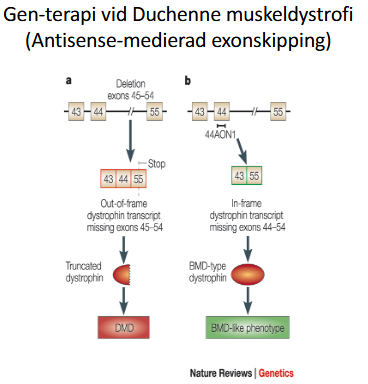 Gen-terapi vid Duchenne muskeldystrofi
(Antisense-medierad exonskipping)
a
Deletion
exons 45–54
43 44 55
Stop
43 44 55
Out-of-frame
dystrophin transcript
missing exons 45–54
Truncated
dystrophin
DMD
b
43 44 55
44AON1
43 55
In-frame
dystrophin transcript
missing exons 44–54
BMD-type
dystrophin
BMD-like phenotype
Nature Reviews | Genetics